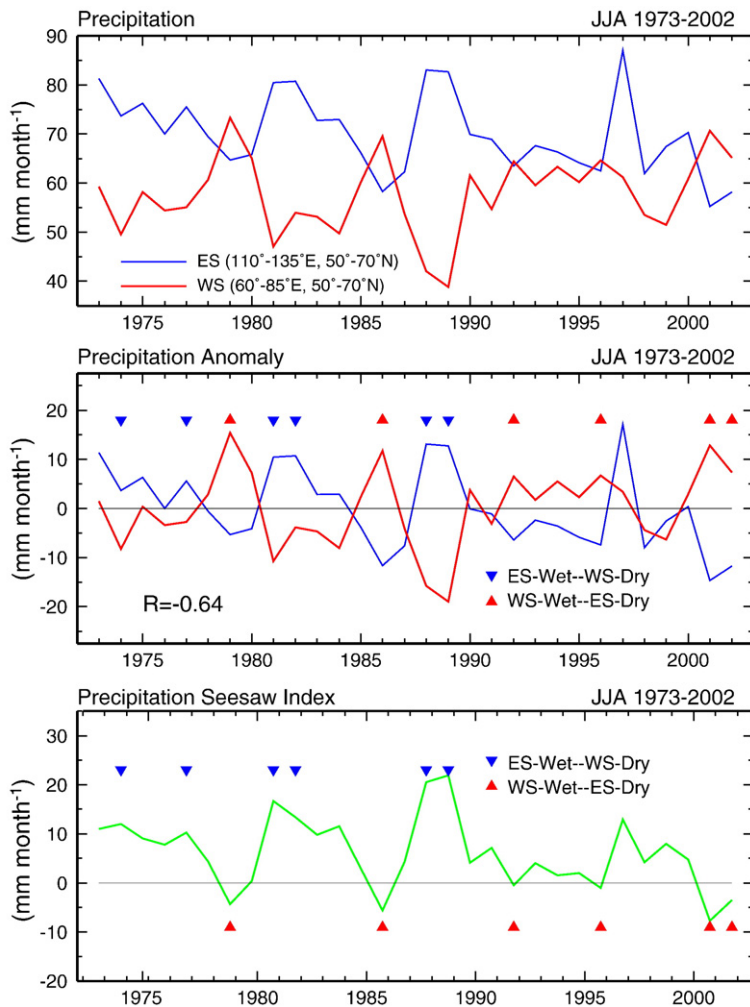 Precipitation JJA 1973-2002
90
80
70
60
50
40
(mm month-1)
ES (110˚-135˚E, 50˚-70˚N)
WS (60˚-85˚E, 50˚-70˚N)
1975 1980 1985 1990 1995 2000
Precipitation Anomaly JJA 1973-2002
20
10
0
-10
-20
(mm month-1)
ES-Wet--WS-Dry
WS-Wet--ES-Dry
R=-0.64
1975 1980 1985 1990 1995 2000
Precipitation Seesaw Index JJA 1973-2002
30
20
10
0
-10
-20
(mm month-1)
ES-Wet--WS-Dry
WS-Wet--ES-Dry
1975 1980 1985 1990 1995 2000